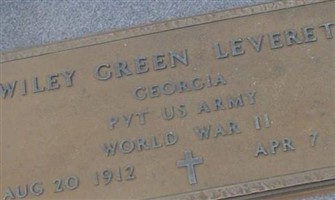 WILEY GREEN LEVERET
GEORGIA
PVT US ARMY
WORLD WAR II
AUG 20 1912 APR 7